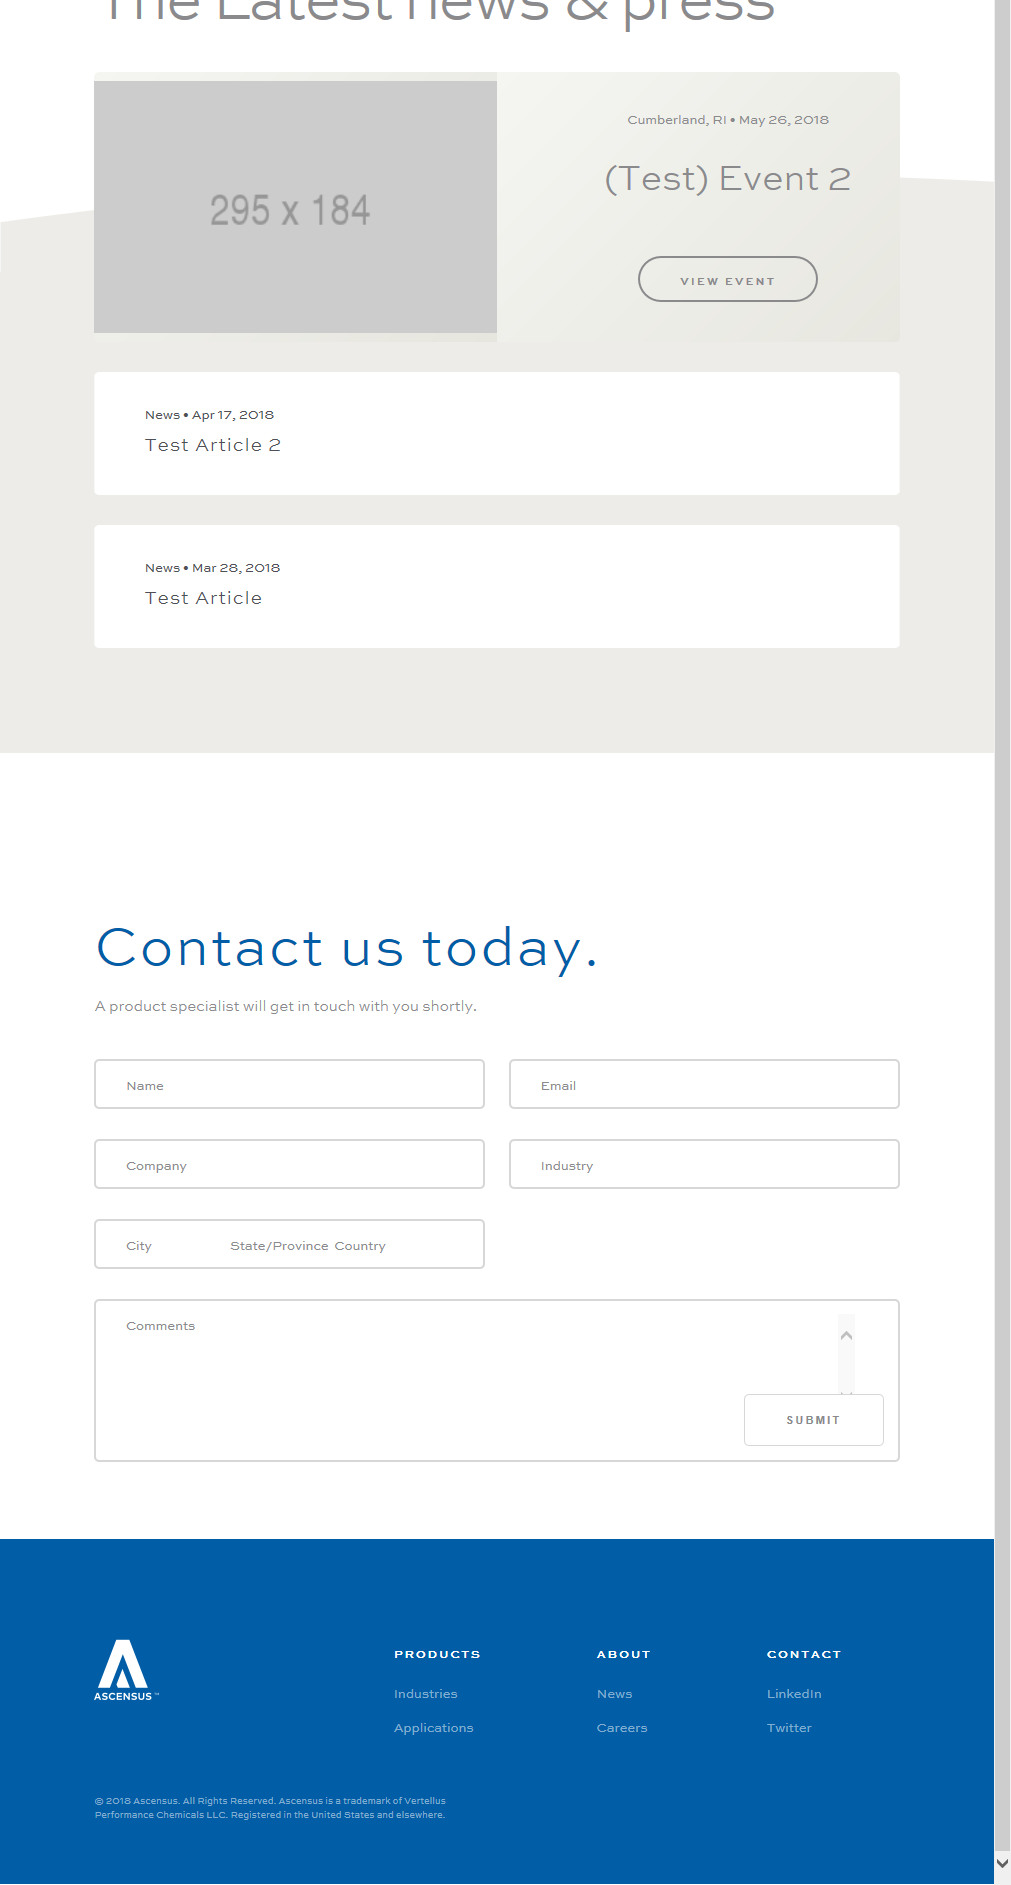 The Latest news & press
295 x 184
Cumberland, RI • May 26, 2018
(Test) Event 2
VIEW EVENT
News • Apr 17, 2018
Test Article 2
News • Mar 28, 2018
Test Article
Contact us today.
A product specialist will get in touch with you shortly.
Name
Email
Company
Industry
City State/Province Country
Comments
SUBMIT
ASCENSUS™
PRODUCTS
Industries
Applications
ABOUT
News
Careers
CONTACT
LinkedIn
Twitter
© 2018 Ascensus. All Rights Reserved. Ascensus is a trademark of Vertellus
Performance Chemicals LLC. Registered in the United States and elsewhere.